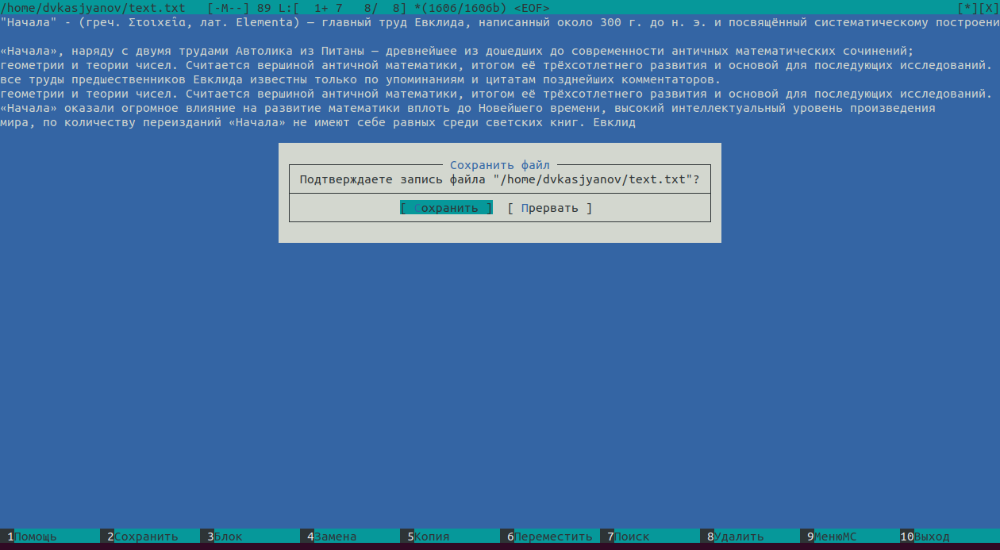 /home/dvkasjyanov/text.txt [-M--] 89 L:[ 1+ 7 8/ 8] *(1606/1606b) <EOF> [*][X]
"Начала" - (греч. Στοιχεῖα, лат. Elementa) — главный труд Евклида, написанный около 300 г. до н. э. и посвящённый систематическому построени
«Начала», наряду с двумя трудами Автолика из Питаны — древнейшее из дошедших до современности античных математических сочинений;
геометрии и теории чисел. Считается вершиной античной математики, итогом её трёхсотлетнего развития и основой для последующих исследований.
все труды предшественников Евклида известны только по упоминаниям и цитатам позднейших комментаторов.
геометрии и теории чисел. Считается вершиной античной математики, итогом её трёхсотлетнего развития и основой для последующих исследований.
«Начала» оказали огромное влияние на развитие математики вплоть до Новейшего времени, высокий интеллектуальный уровень произведения
мира, по количеству переизданий «Начала» не имеют себе равных среди светских книг. Евклид
Сохранить файл
Подтверждаете запись файла "/home/dvkasjyanov/text.txt"?
[ Сохранить ] [ Прервать ]
1Помощь 2Сохранить 3Блок 4Замена 5Копия 6Переместить 7Поиск 8Удалить 9МенюMC 10Выход